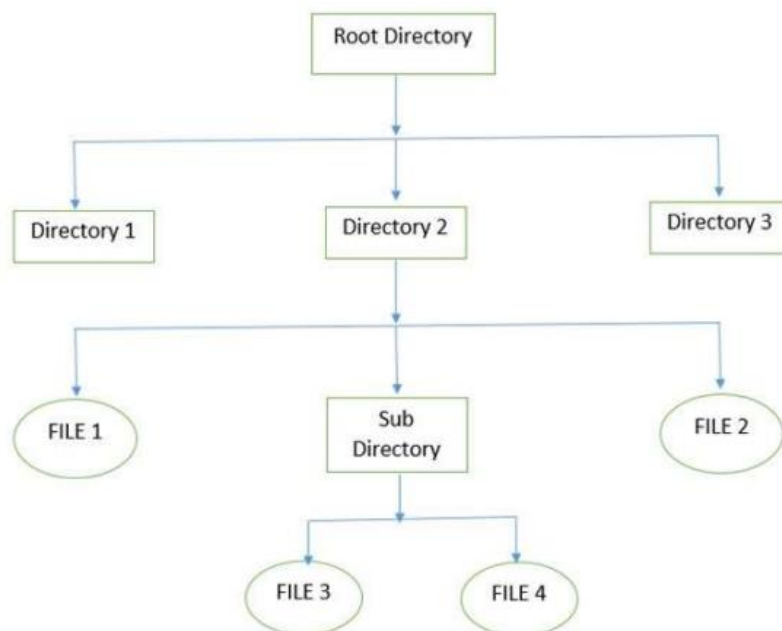 Root Directory
Directory 1
Directory 2
Directory 3
FILE 1
Sub
Directory
FILE 2
FILE 3
FILE 4